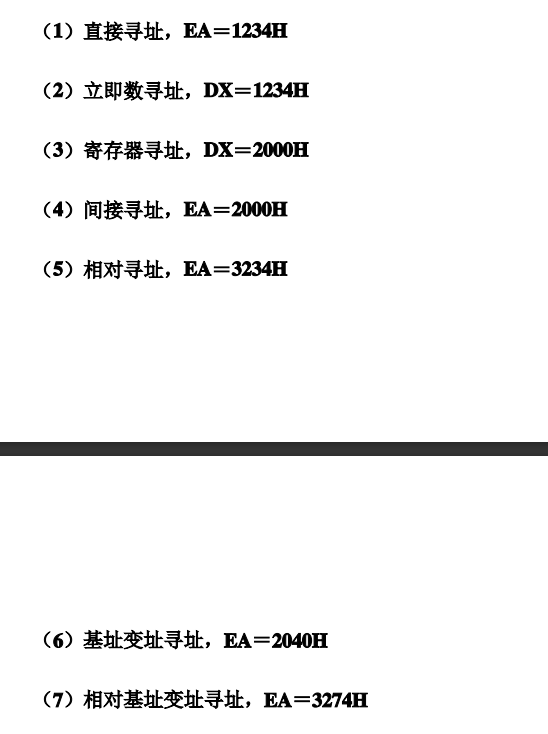 （1）直接寻址，EA＝1234H
（2）立即数寻址，DX＝1234H
（3）寄存器寻址，DX＝2000H
（4）间接寻址，EA＝2000H
（5）相对寻址，EA＝3234H
（6）基址变址寻址，EA＝2040H
（7）相对基址变址寻址，EA＝3274H